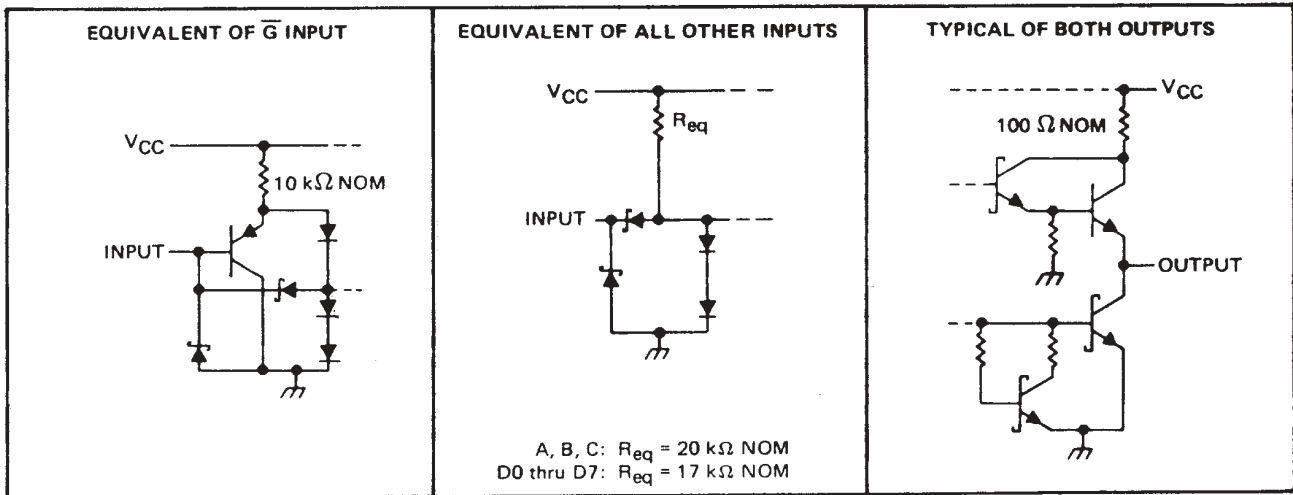 EQUIVALENT OF G̅ INPUT
VCC
10 kΩ NOM
INPUT
EQUIVALENT OF ALL OTHER INPUTS
VCC
Req
INPUT
A, B, C: Req = 20 kΩ NOM
D0 thru D7: Req = 17 kΩ NOM
TYPICAL OF BOTH OUTPUTS
VCC
100 Ω NOM
OUTPUT